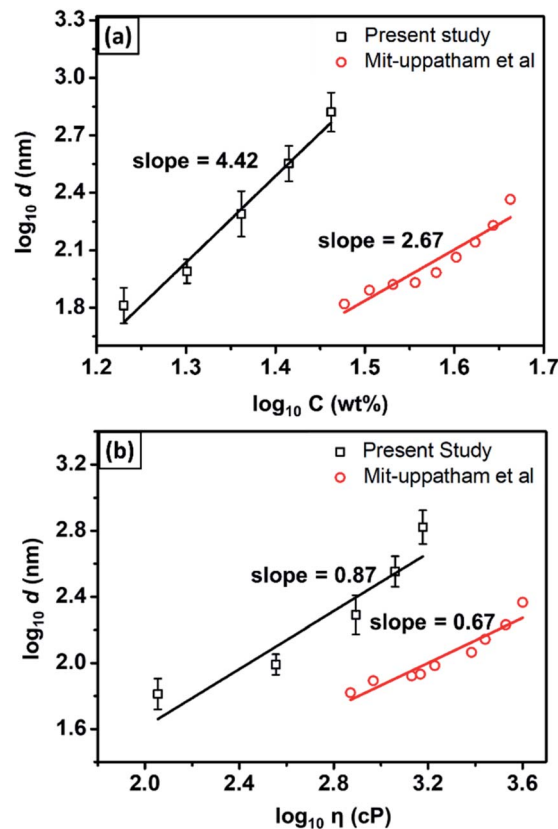 (a)
Present study
Mit-uppatham et al
slope = 4.42
slope = 2.67
log10 d (nm)
3.3
3.0
2.7
2.4
2.1
1.8
1.2 1.3 1.4 1.5 1.6 1.7
log10 C (wt%)
(b)
Present Study
Mit-uppatham et al
slope = 0.87
slope = 0.67
log10 d (nm)
3.2
2.8
2.4
2.0
1.6
2.0 2.4 2.8 3.2 3.6
log10 η (cP)